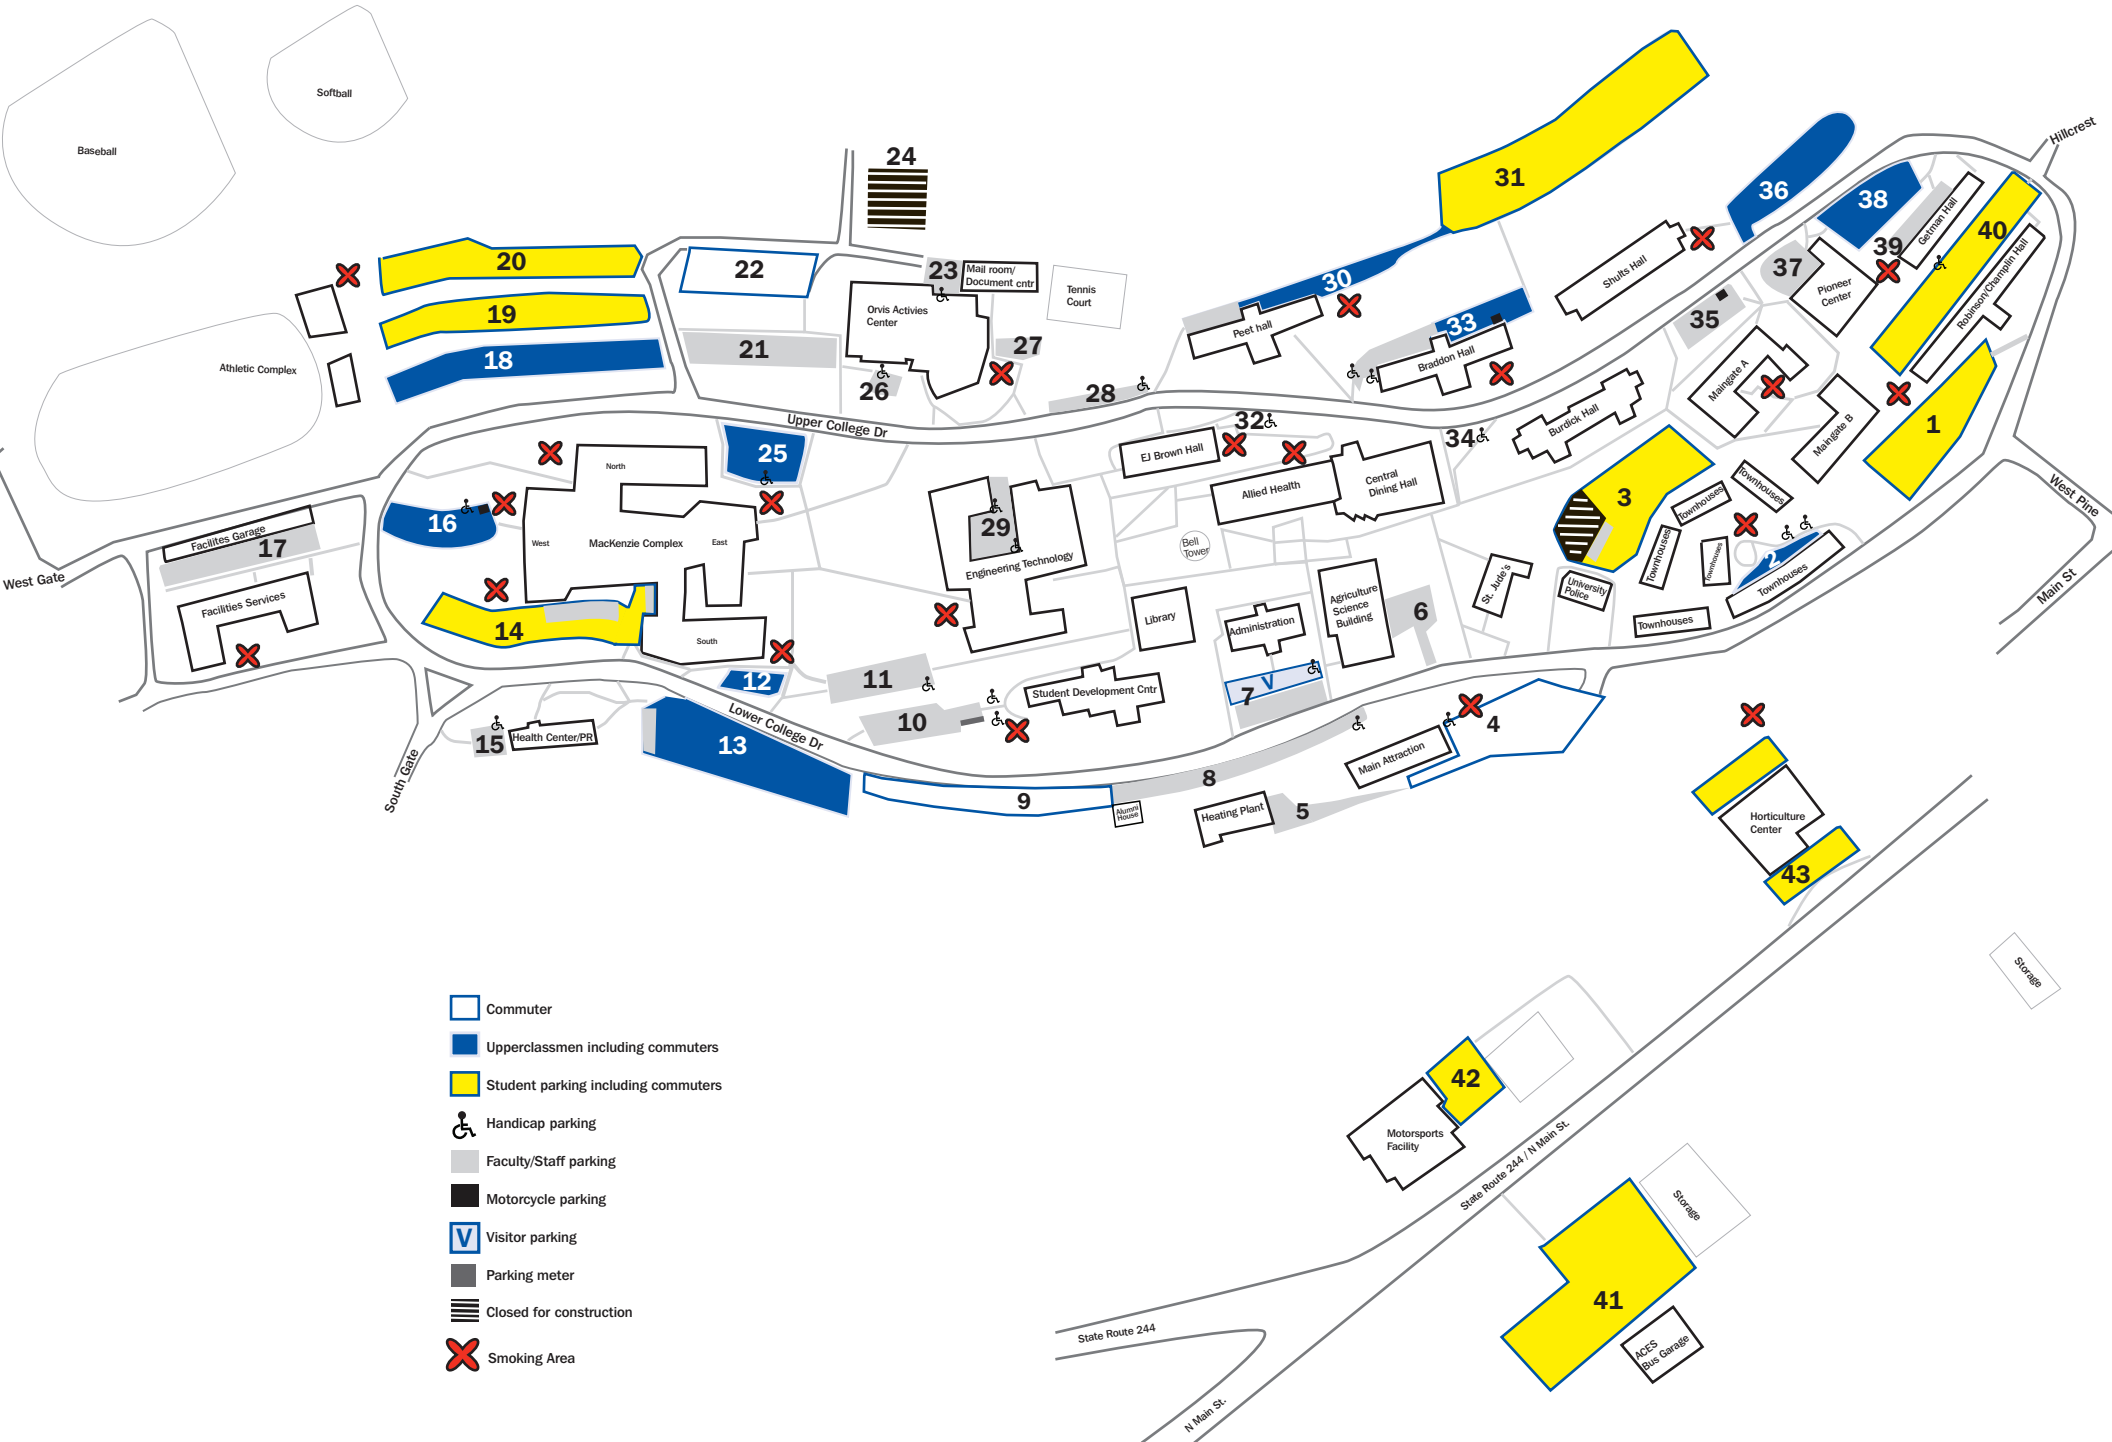 Softball
Baseball
Hillcrest
24
31
36
38
Getman Hall
40
39
Robinson/Champlin Hall
20
22
23
Mail room/
Document cntr
Tennis
Court
30
Shults Hall
37
Pioneer
Center
19
Orvis Activies
Center
33
Peet hall
35
18
21
27
Braddon Hall
Athletic Complex
26
28
Maingate A
Upper College Dr
32
34
Burdick Hall
Maingate B
1
25
North
EJ Brown Hall
Central
Dining Hall
Allied Health
3
Townhouses
Townhouses
West Pine
16
29
Facilites Garage
17
West
MacKenzie Complex
East
Bell
Tower
Engineering Technology
Townhouses
Townhouses
2
Townhouses
West Gate
St. Jude's
University
Police
Main St
Facilities Services
14
Library
Administration
Agriculture
Science
Building
6
Townhouses
South
11
12
Student Development Cntr
7
V
10
Lower College Dr
15
Health Center/PR
13
4
Main Attraction
South Gate
8
9
Alumni
House
Heating Plant
5
Horticulture
Center
43
Storage
Commuter
Upperclassmen including commuters
Student parking including commuters
Handicap parking
Faculty/Staff parking
Motorcycle parking
V
Visitor parking
Parking meter
Closed for construction
Smoking Area
42
Motorsports
Facility
State Route 244 / N Main St.
Storage
41
State Route 244
ACES
Bus Garage
N Main St.